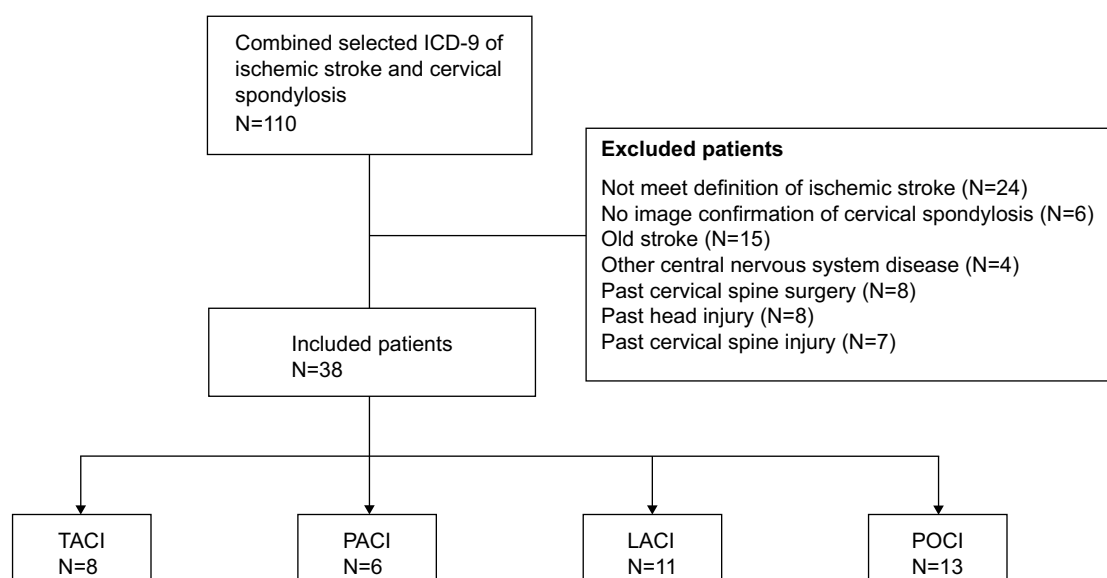 Combined selected ICD-9 of
ischemic stroke and cervical
spondylosis
N=110
Excluded patients
Not meet definition of ischemic stroke (N=24)
No image confirmation of cervical spondylosis (N=6)
Old stroke (N=15)
Other central nervous system disease (N=4)
Past cervical spine surgery (N=8)
Past head injury (N=8)
Past cervical spine injury (N=7)
Included patients
N=38
TACI
N=8
PACI
N=6
LACI
N=11
POCI
N=13